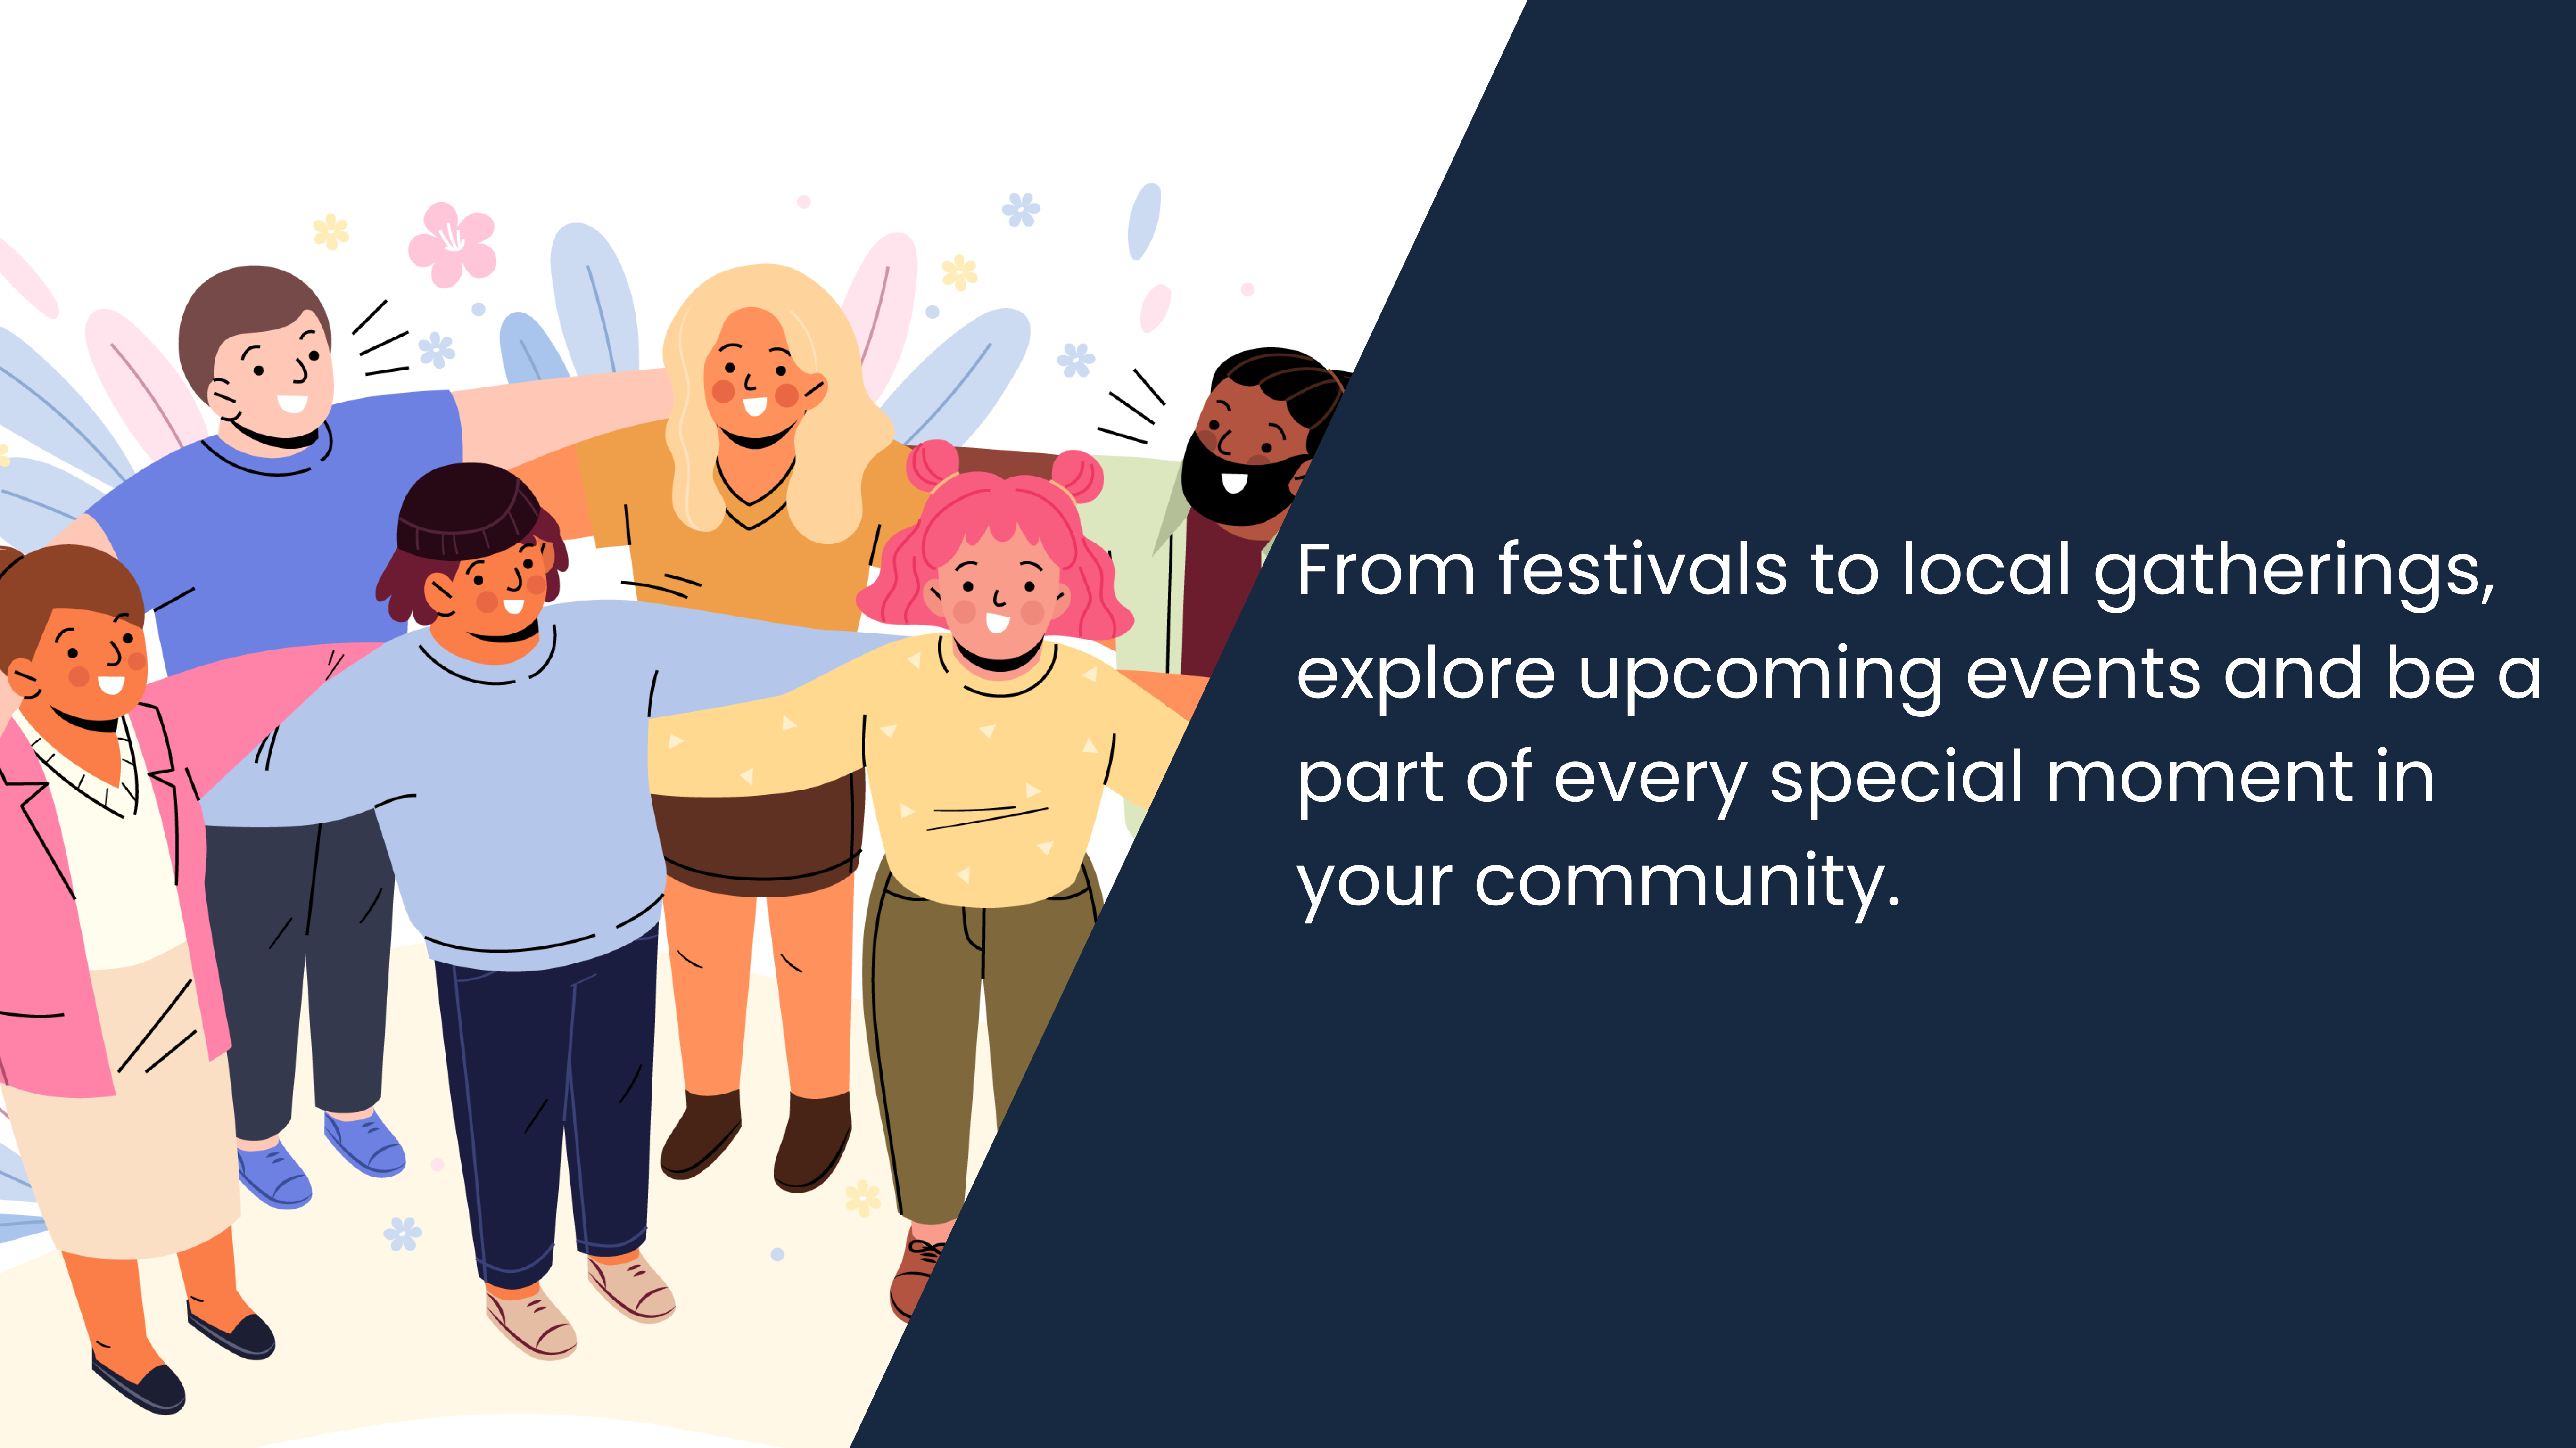 From festivals to local gatherings,
explore upcoming events and be a
part of every special moment in
your community.